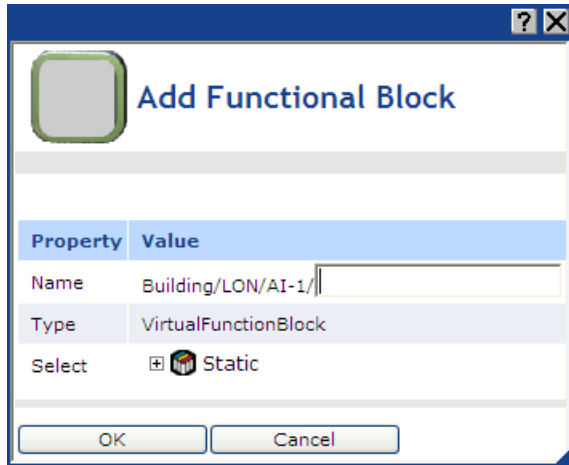 ?
Add Functional Block
Property Value
Name Building/LON/AI-1/
Type VirtualFunctionBlock
Select Static
OK Cancel